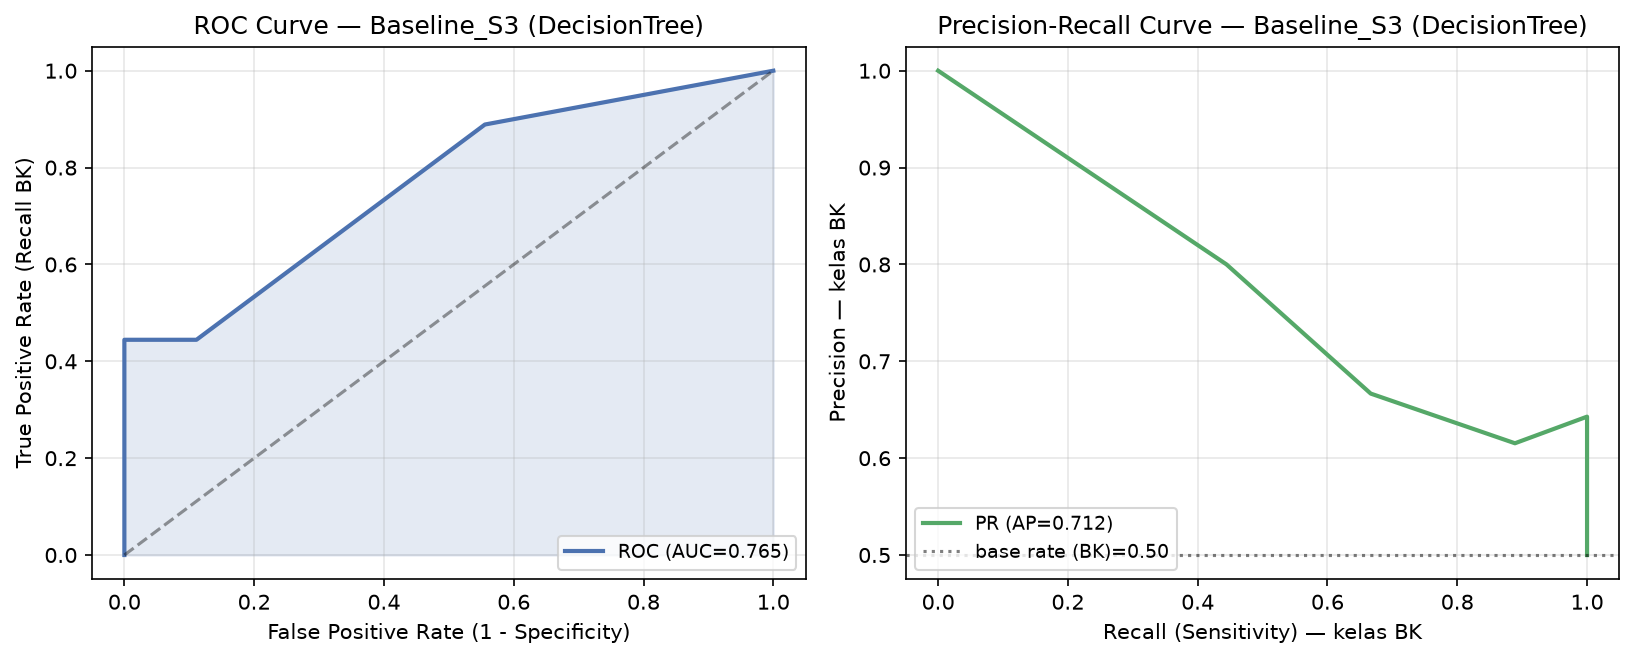 ROC Curve — Baseline_S3 (DecisionTree)
True Positive Rate (Recall BK)
1.0
0.8
0.6
0.4
0.2
0.0
ROC (AUC=0.765)
0.0 0.2 0.4 0.6 0.8 1.0
False Positive Rate (1 - Specificity)
Precision-Recall Curve — Baseline_S3 (DecisionTree)
Precision — kelas BK
1.0
0.9
0.8
0.7
0.6
0.5
PR (AP=0.712)
base rate (BK)=0.50
0.0 0.2 0.4 0.6 0.8 1.0
Recall (Sensitivity) — kelas BK